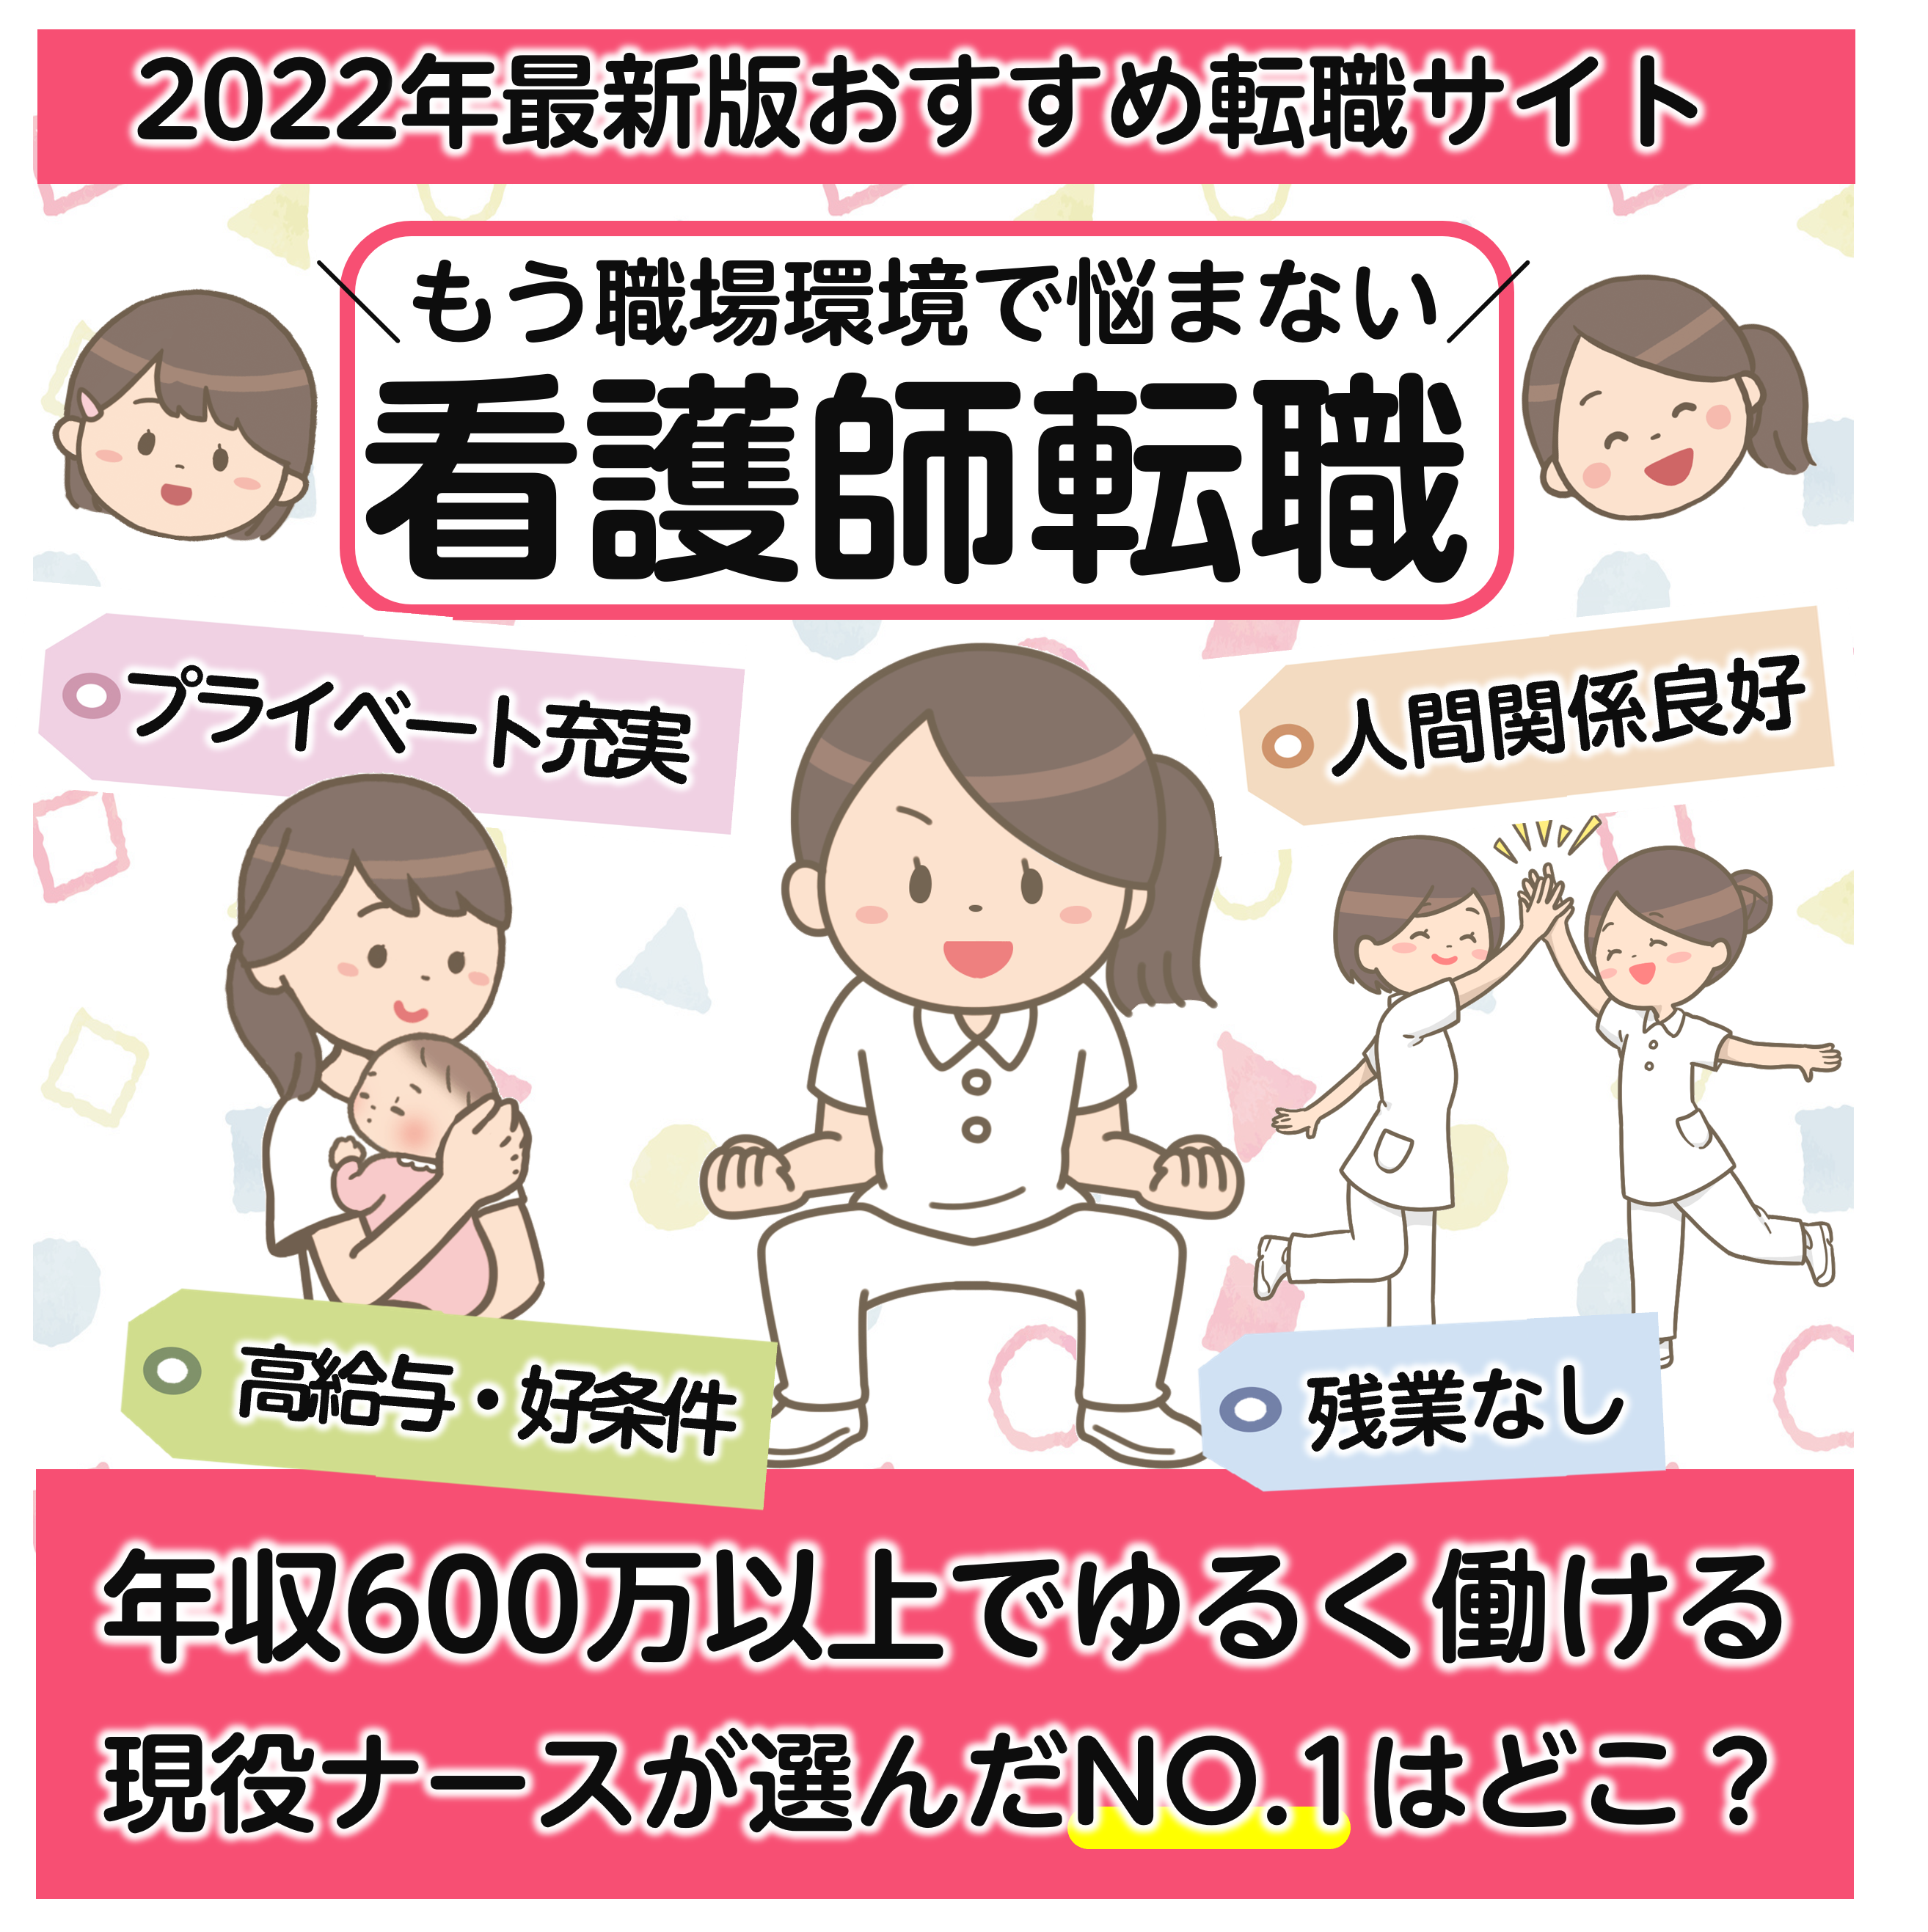 2022年最新版おすすめ転職サイト
もう職場環境で悩まない
看護師転職
プライベート充実
人間関係良好
高給与・好条件
残業なし
年収600万以上でゆるく働ける
現役ナースが選んだNO.1はどこ？